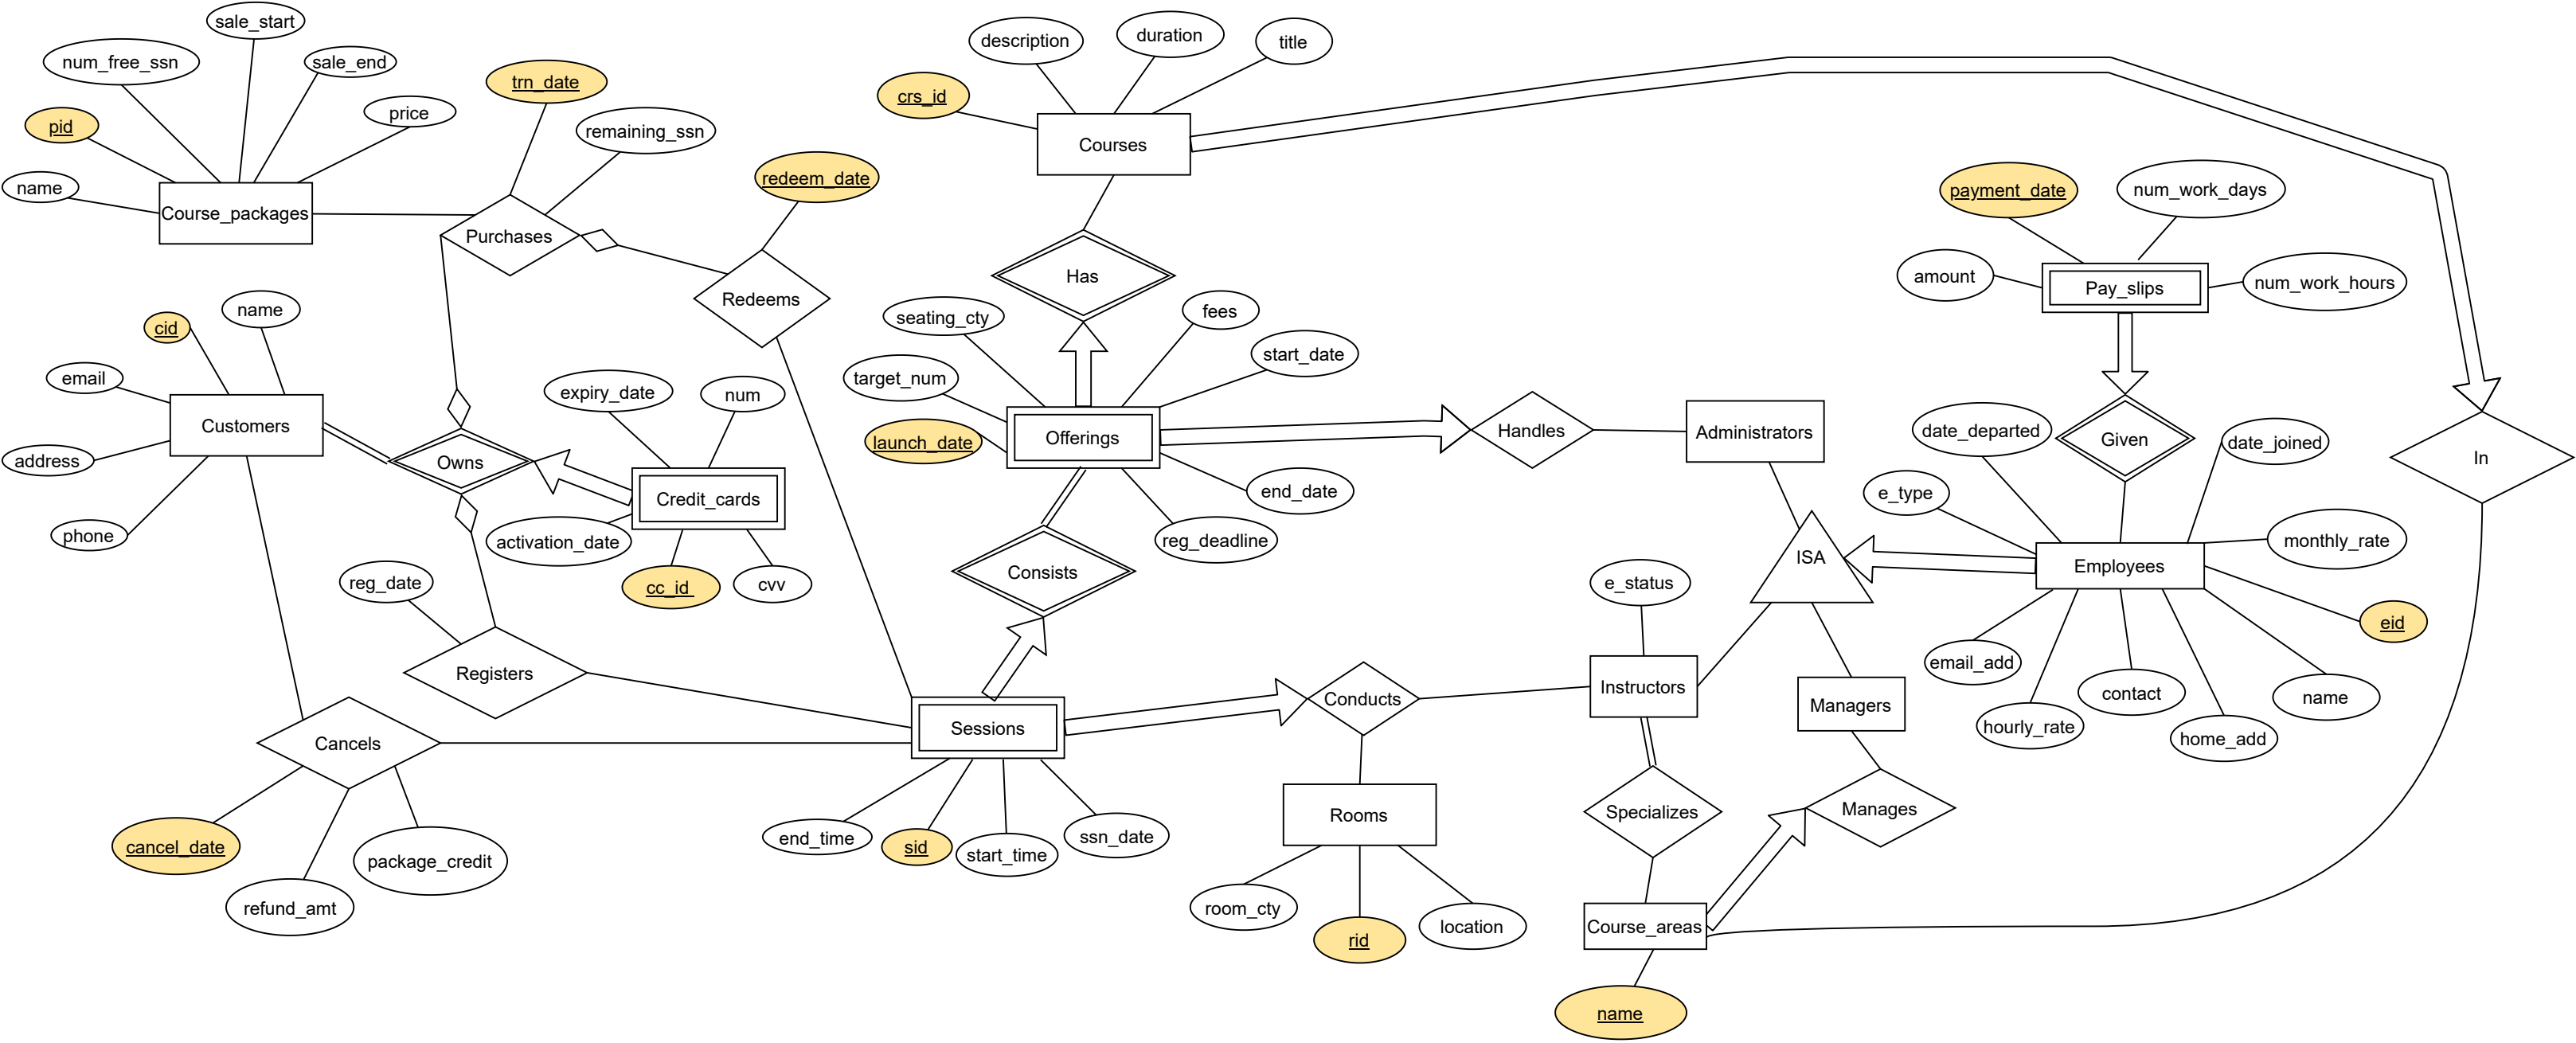 sale_start
num_free_ssn
sale_end
pid
price
name
Course_packages
trn_date
remaining_ssn
Purchases
redeem_date
Redeems
description
duration
title
crs_id
Courses
Has
seating_cty
fees
target_num
start_date
launch_date
Offerings
end_date
reg_deadline
Handles
Administrators
payment_date
num_work_days
amount
Pay_slips
num_work_hours
Given
date_departed
date_joined
e_type
monthly_rate
Employees
eid
email_add
hourly_rate
contact
home_add
name
In
ISA
cid
name
email
Customers
address
phone
Owns
expiry_date
num
Credit_cards
activation_date
cc_id
cvv
reg_date
Registers
Cancels
cancel_date
package_credit
refund_amt
Consists
Sessions
end_time
sid
start_time
ssn_date
Conducts
Rooms
room_cty
rid
location
e_status
Instructors
Managers
Specializes
Manages
Course_areas
name